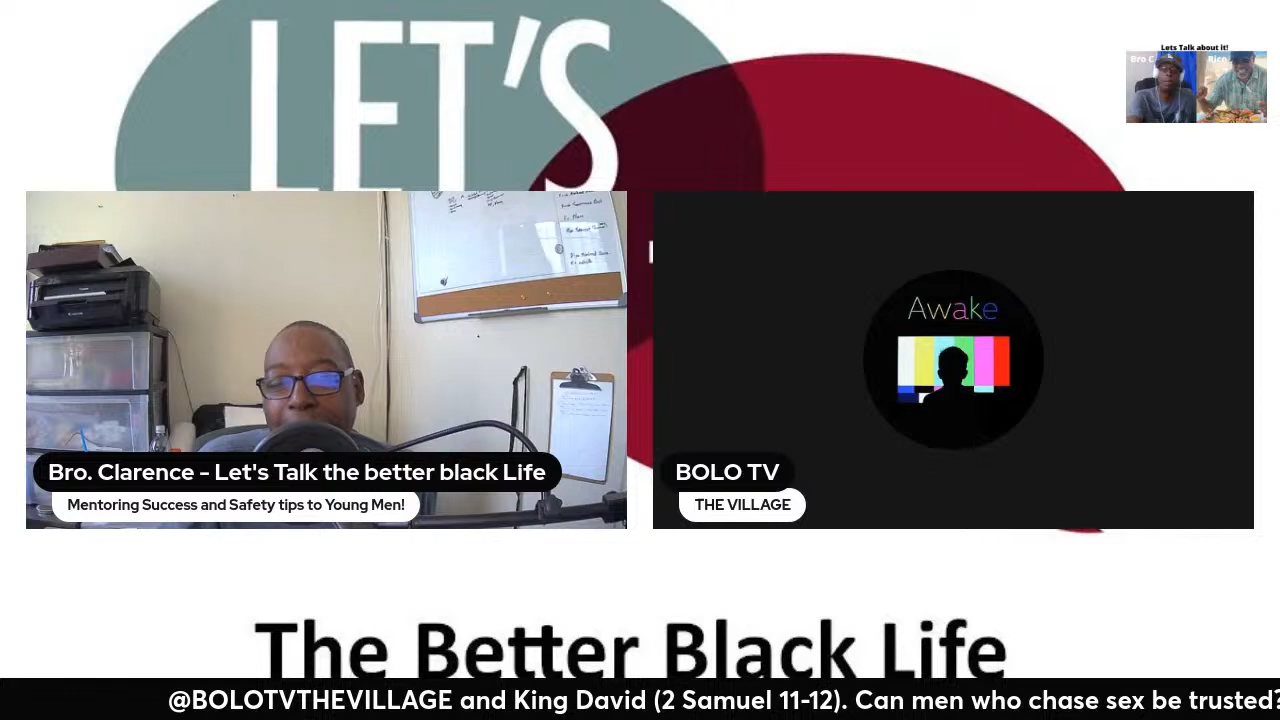 LET'S
Lets Talk about it!
Bro C
Rico
Awake
Bro. Clarence - Let's Talk the better black Life
Mentoring Success and Safety tips to Young Men!
BOLO TV
THE VILLAGE
The Better Black Life
@BOLOTVTHEVILLAGE and King David (2 Samuel 11-12). Can men who chase sex be trusted?